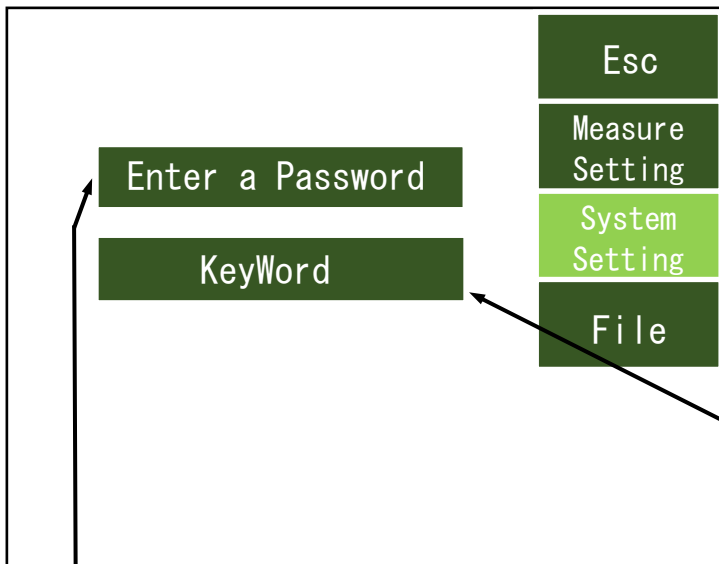 Esc
Measure
Setting
Enter a Password
System
Setting
KeyWord
File